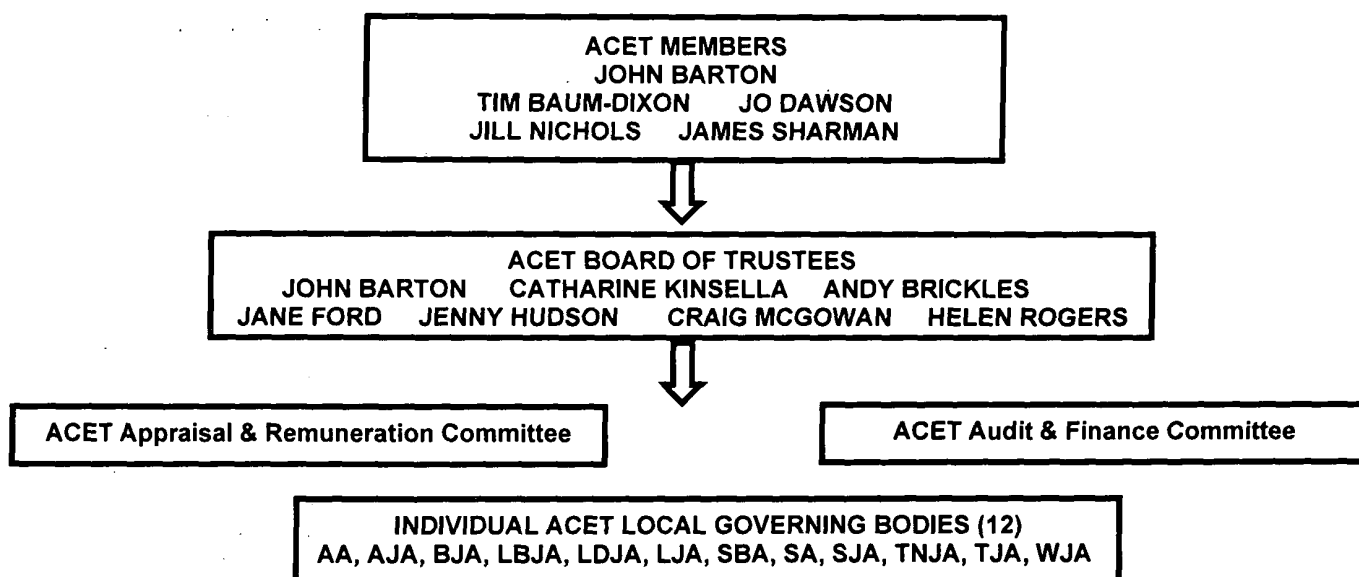 ACET MEMBERS
JOHN BARTON
TIM BAUM-DIXON JO DAWSON
JILL NICHOLS JAMES SHARMAN
ACET BOARD OF TRUSTEES
JOHN BARTON CATHARINE KINSELLA ANDY BRICKLES
JANE FORD JENNY HUDSON CRAIG MCGOWAN HELEN ROGERS
ACET Appraisal & Remuneration Committee
ACET Audit & Finance Committee
INDIVIDUAL ACET LOCAL GOVERNING BODIES (12)
AA, AJA, BJA, LBJA, LDJA, LJA, SBA, SA, SJA, TNJA, TJA, WJA